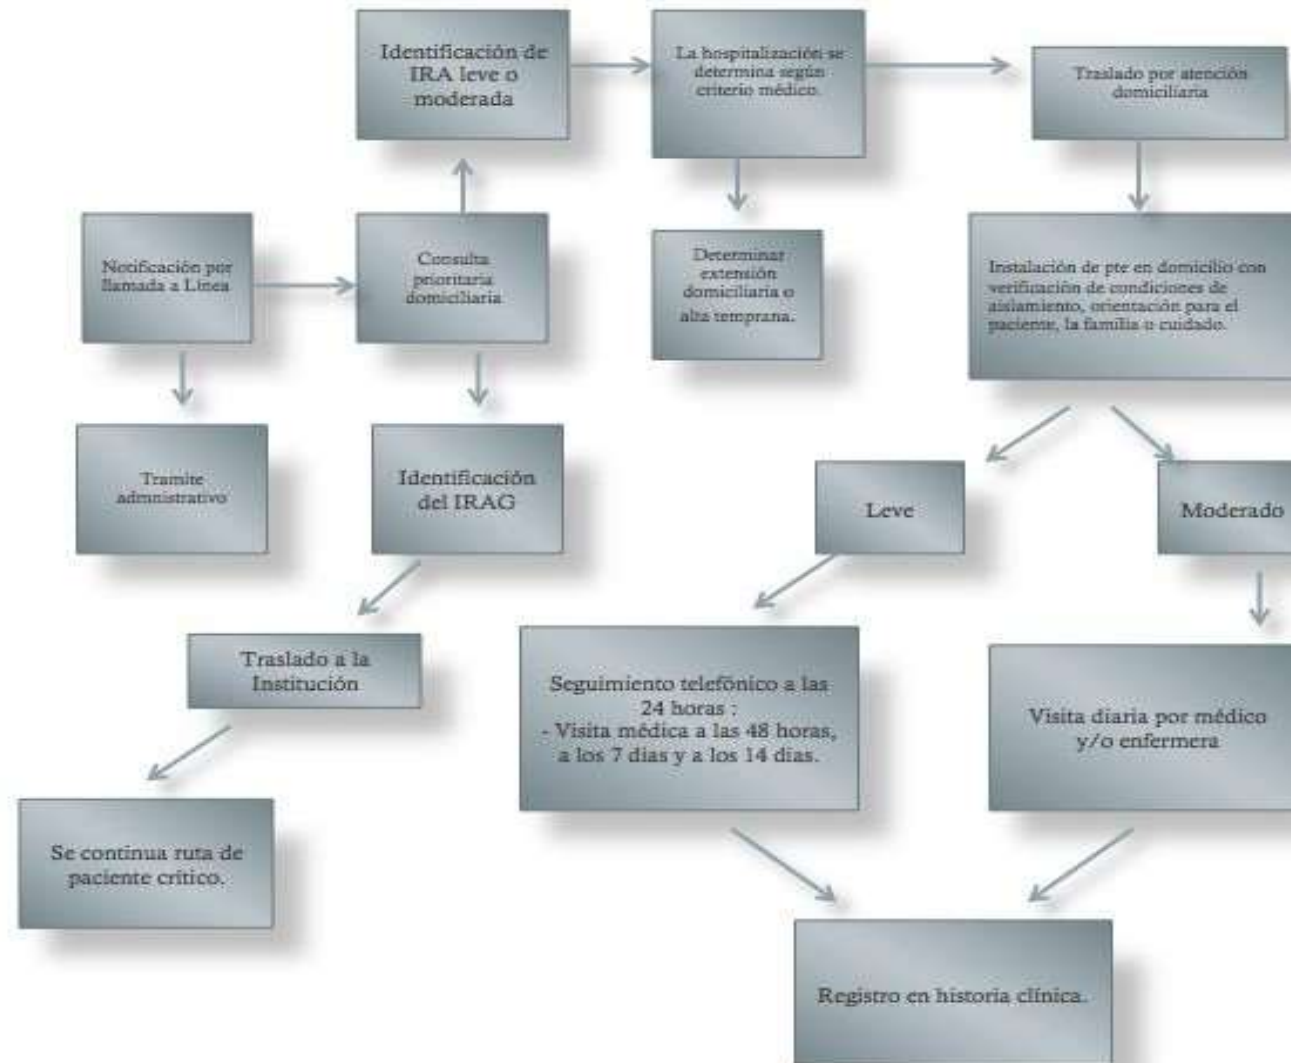 Identificación de
IRA leve o
moderada
La hospitalización se
determina según
criterio médico.
Traslado por atención
domiciliaria
Notificación por
llamada a Línea
Consulta
prioritaria
domiciliaria
Determinar
extensión
domiciliaria o
alta temprana.
Instalación de pte en domicilio con
verificación de condiciones de
aislamiento, orientación para el
paciente, la familia o cuidado.
Tramite
admnistrativo
Identificación
del IRAG
Leve
Moderado
Traslado a la
Institución
Seguimiento telefónico a las
24 horas :
- Visita médica a las 48 horas,
a los 7 dias y a los 14 dias.
Visita diaria por médico
y/o enfermera
Se continua ruta de
paciente crítico.
Registro en historia clínica.